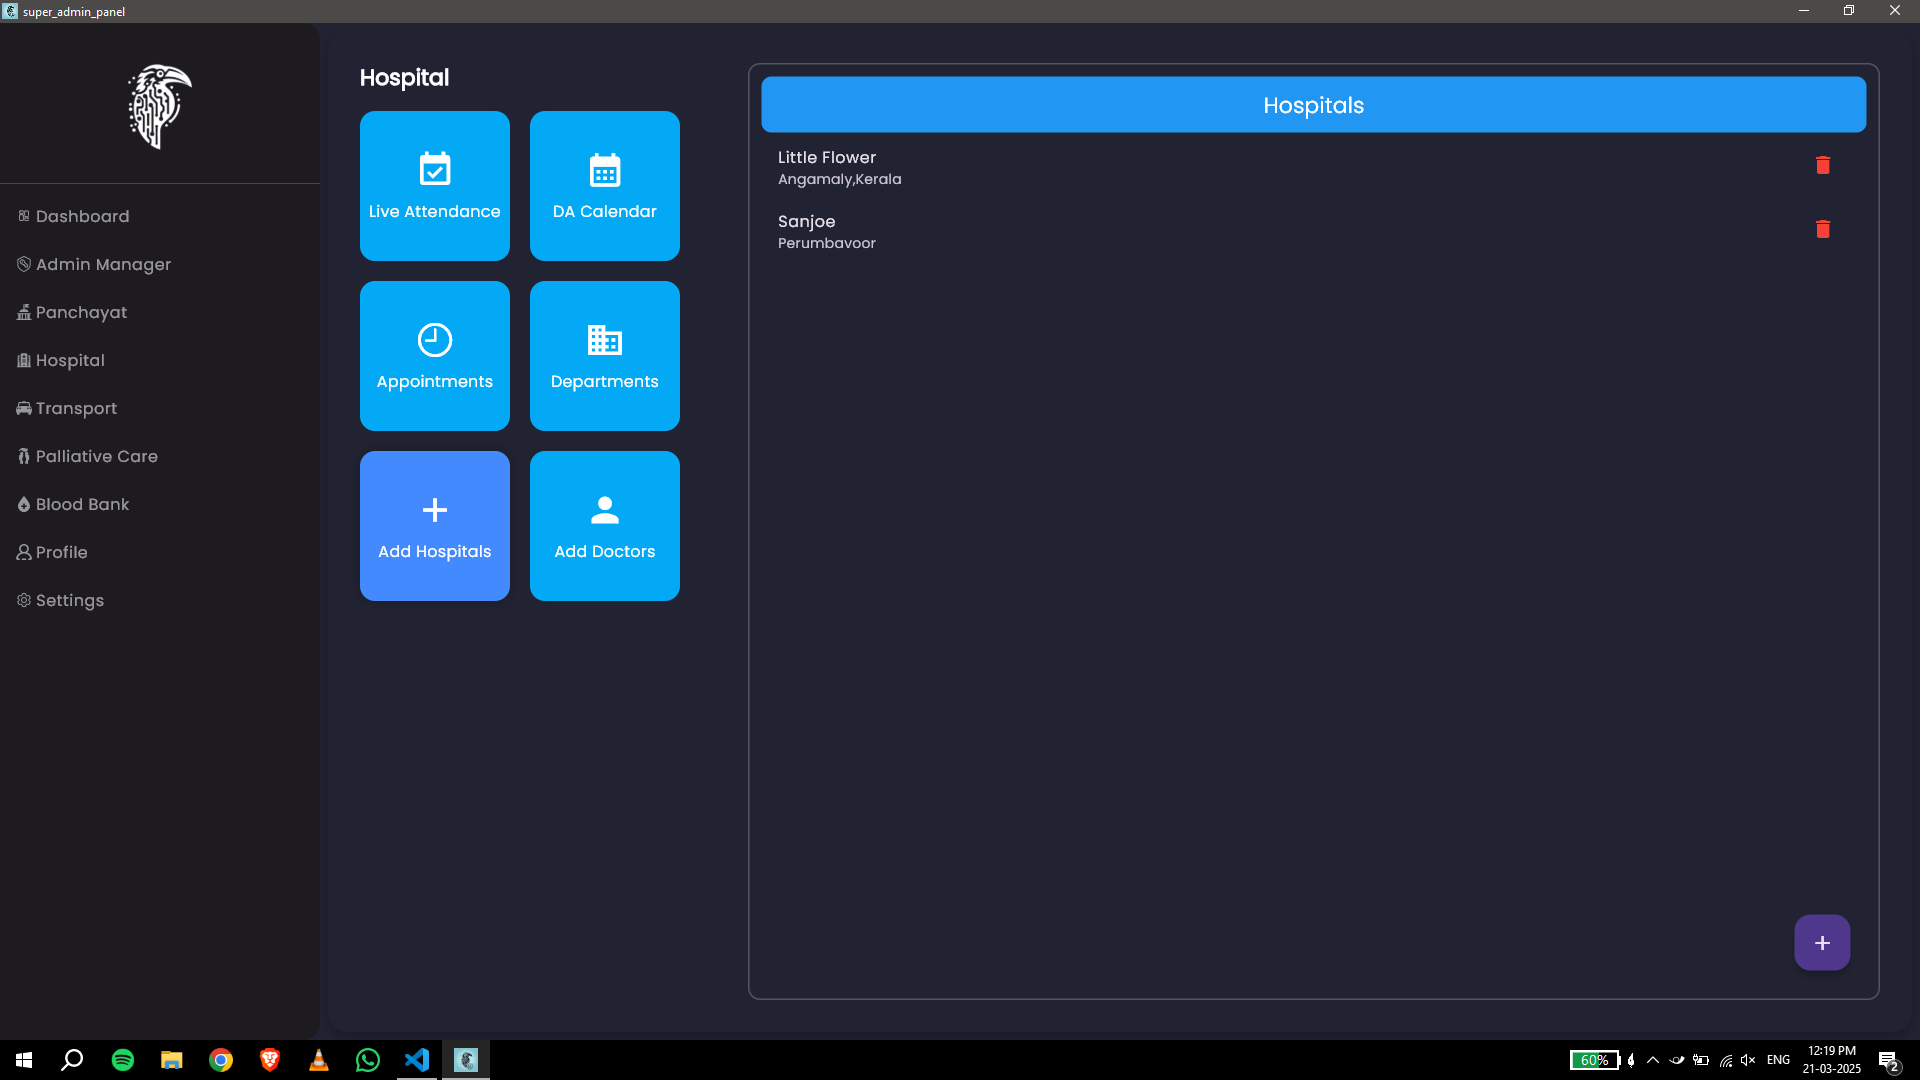 super_admin_panel
Dashboard
Admin Manager
Panchayat
Hospital
Transport
Palliative Care
Blood Bank
Profile
Settings
Hospital
Live Attendance
DA Calendar
Appointments
Departments
Add Hospitals
Add Doctors
Hospitals
Little Flower
Angamaly,Kerala
Sanjoe
Perumbavoor
60%
ENG
12:19 PM
21-03-2025
2